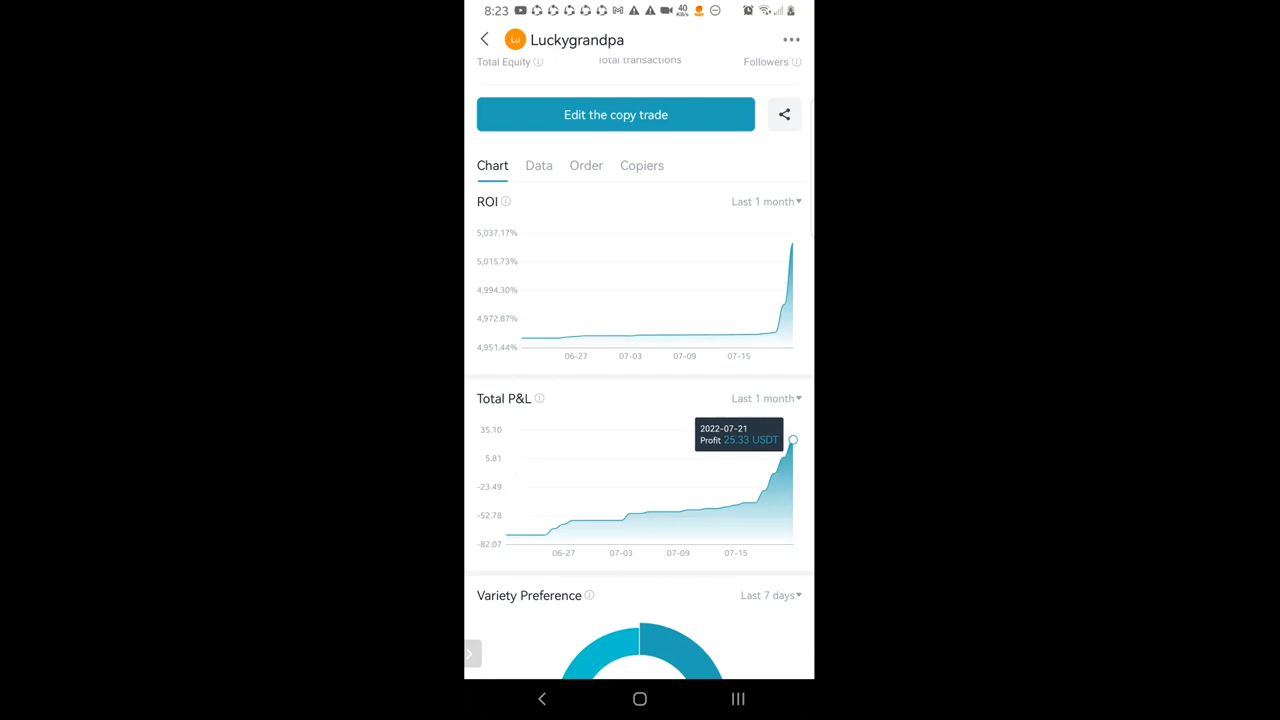 8:23 40 KB/s
Lu Luckygrandpa
Total Equity Total transactions Followers
Edit the copy trade
Chart Data Order Copiers
ROI Last 1 month
5,037.17%
5,015.73%
4,994.30%
4,972.87%
4,951.44%
06-27 07-03 07-09 07-15
Total P&L Last 1 month
35.10
5.81
-23.49
-52.78
-82.07
2022-07-21
Profit 25.33 USDT
06-27 07-03 07-09 07-15
Variety Preference Last 7 days